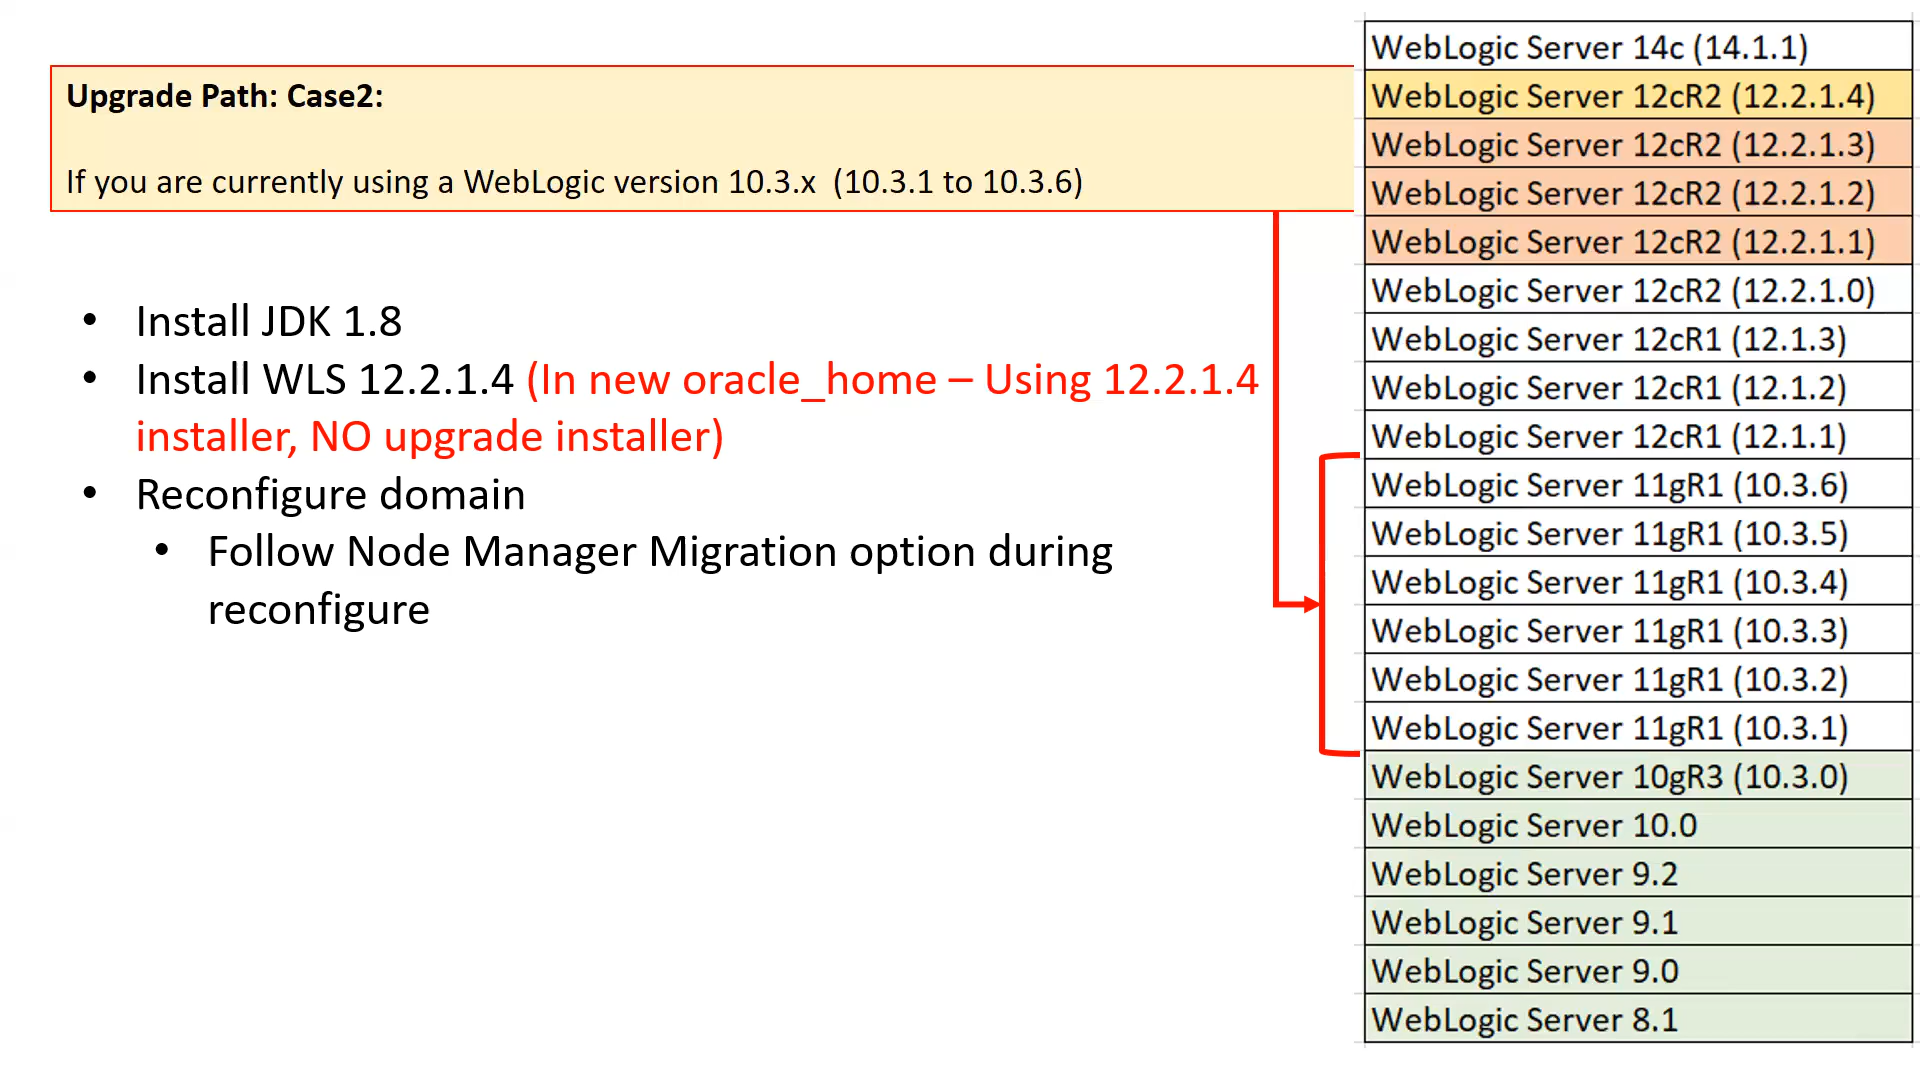 Upgrade Path: Case2:
If you are currently using a WebLogic version 10.3.x (10.3.1 to 10.3.6)
• Install JDK 1.8
• Install WLS 12.2.1.4 (In new oracle_home – Using 12.2.1.4
installer, NO upgrade installer)
• Reconfigure domain
• Follow Node Manager Migration option during
reconfigure
WebLogic Server 14c (14.1.1)
WebLogic Server 12cR2 (12.2.1.4)
WebLogic Server 12cR2 (12.2.1.3)
WebLogic Server 12cR2 (12.2.1.2)
WebLogic Server 12cR2 (12.2.1.1)
WebLogic Server 12cR2 (12.2.1.0)
WebLogic Server 12cR1 (12.1.3)
WebLogic Server 12cR1 (12.1.2)
WebLogic Server 12cR1 (12.1.1)
WebLogic Server 11gR1 (10.3.6)
WebLogic Server 11gR1 (10.3.5)
WebLogic Server 11gR1 (10.3.4)
WebLogic Server 11gR1 (10.3.3)
WebLogic Server 11gR1 (10.3.2)
WebLogic Server 11gR1 (10.3.1)
WebLogic Server 10gR3 (10.3.0)
WebLogic Server 10.0
WebLogic Server 9.2
WebLogic Server 9.1
WebLogic Server 9.0
WebLogic Server 8.1